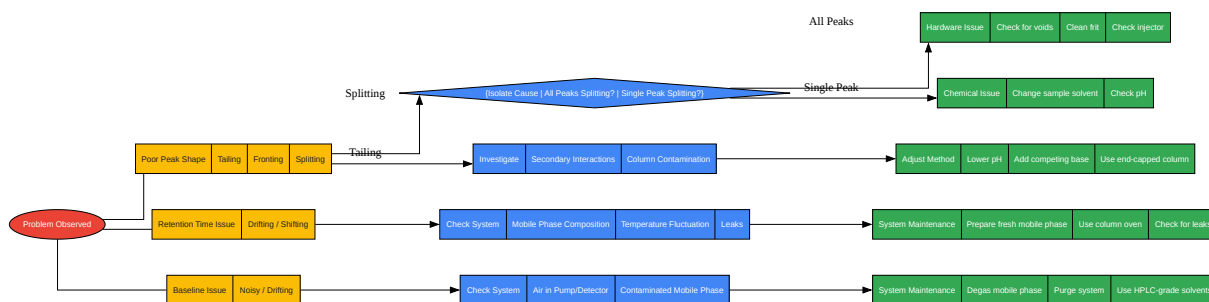 All Peaks
Hardware Issue Check for voids Clean frit Check injector
Splitting
{Isolate Cause | All Peaks Splitting? | Single Peak Splitting?}
Single Peak
Chemical Issue Change sample solvent Check pH
Poor Peak Shape Tailing Fronting Splitting
Tailing
Investigate Secondary Interactions Column Contamination
Adjust Method Lower pH Add competing base Use end-capped column
Problem Observed
Retention Time Issue Drifting / Shifting
Check System Mobile Phase Composition Temperature Fluctuation Leaks
System Maintenance Prepare fresh mobile phase Use column oven Check for leaks
Baseline Issue Noisy / Drifting
Check System Air in Pump/Detector Contaminated Mobile Phase
System Maintenance Degas mobile phase Purge system Use HPLC-grade solvents